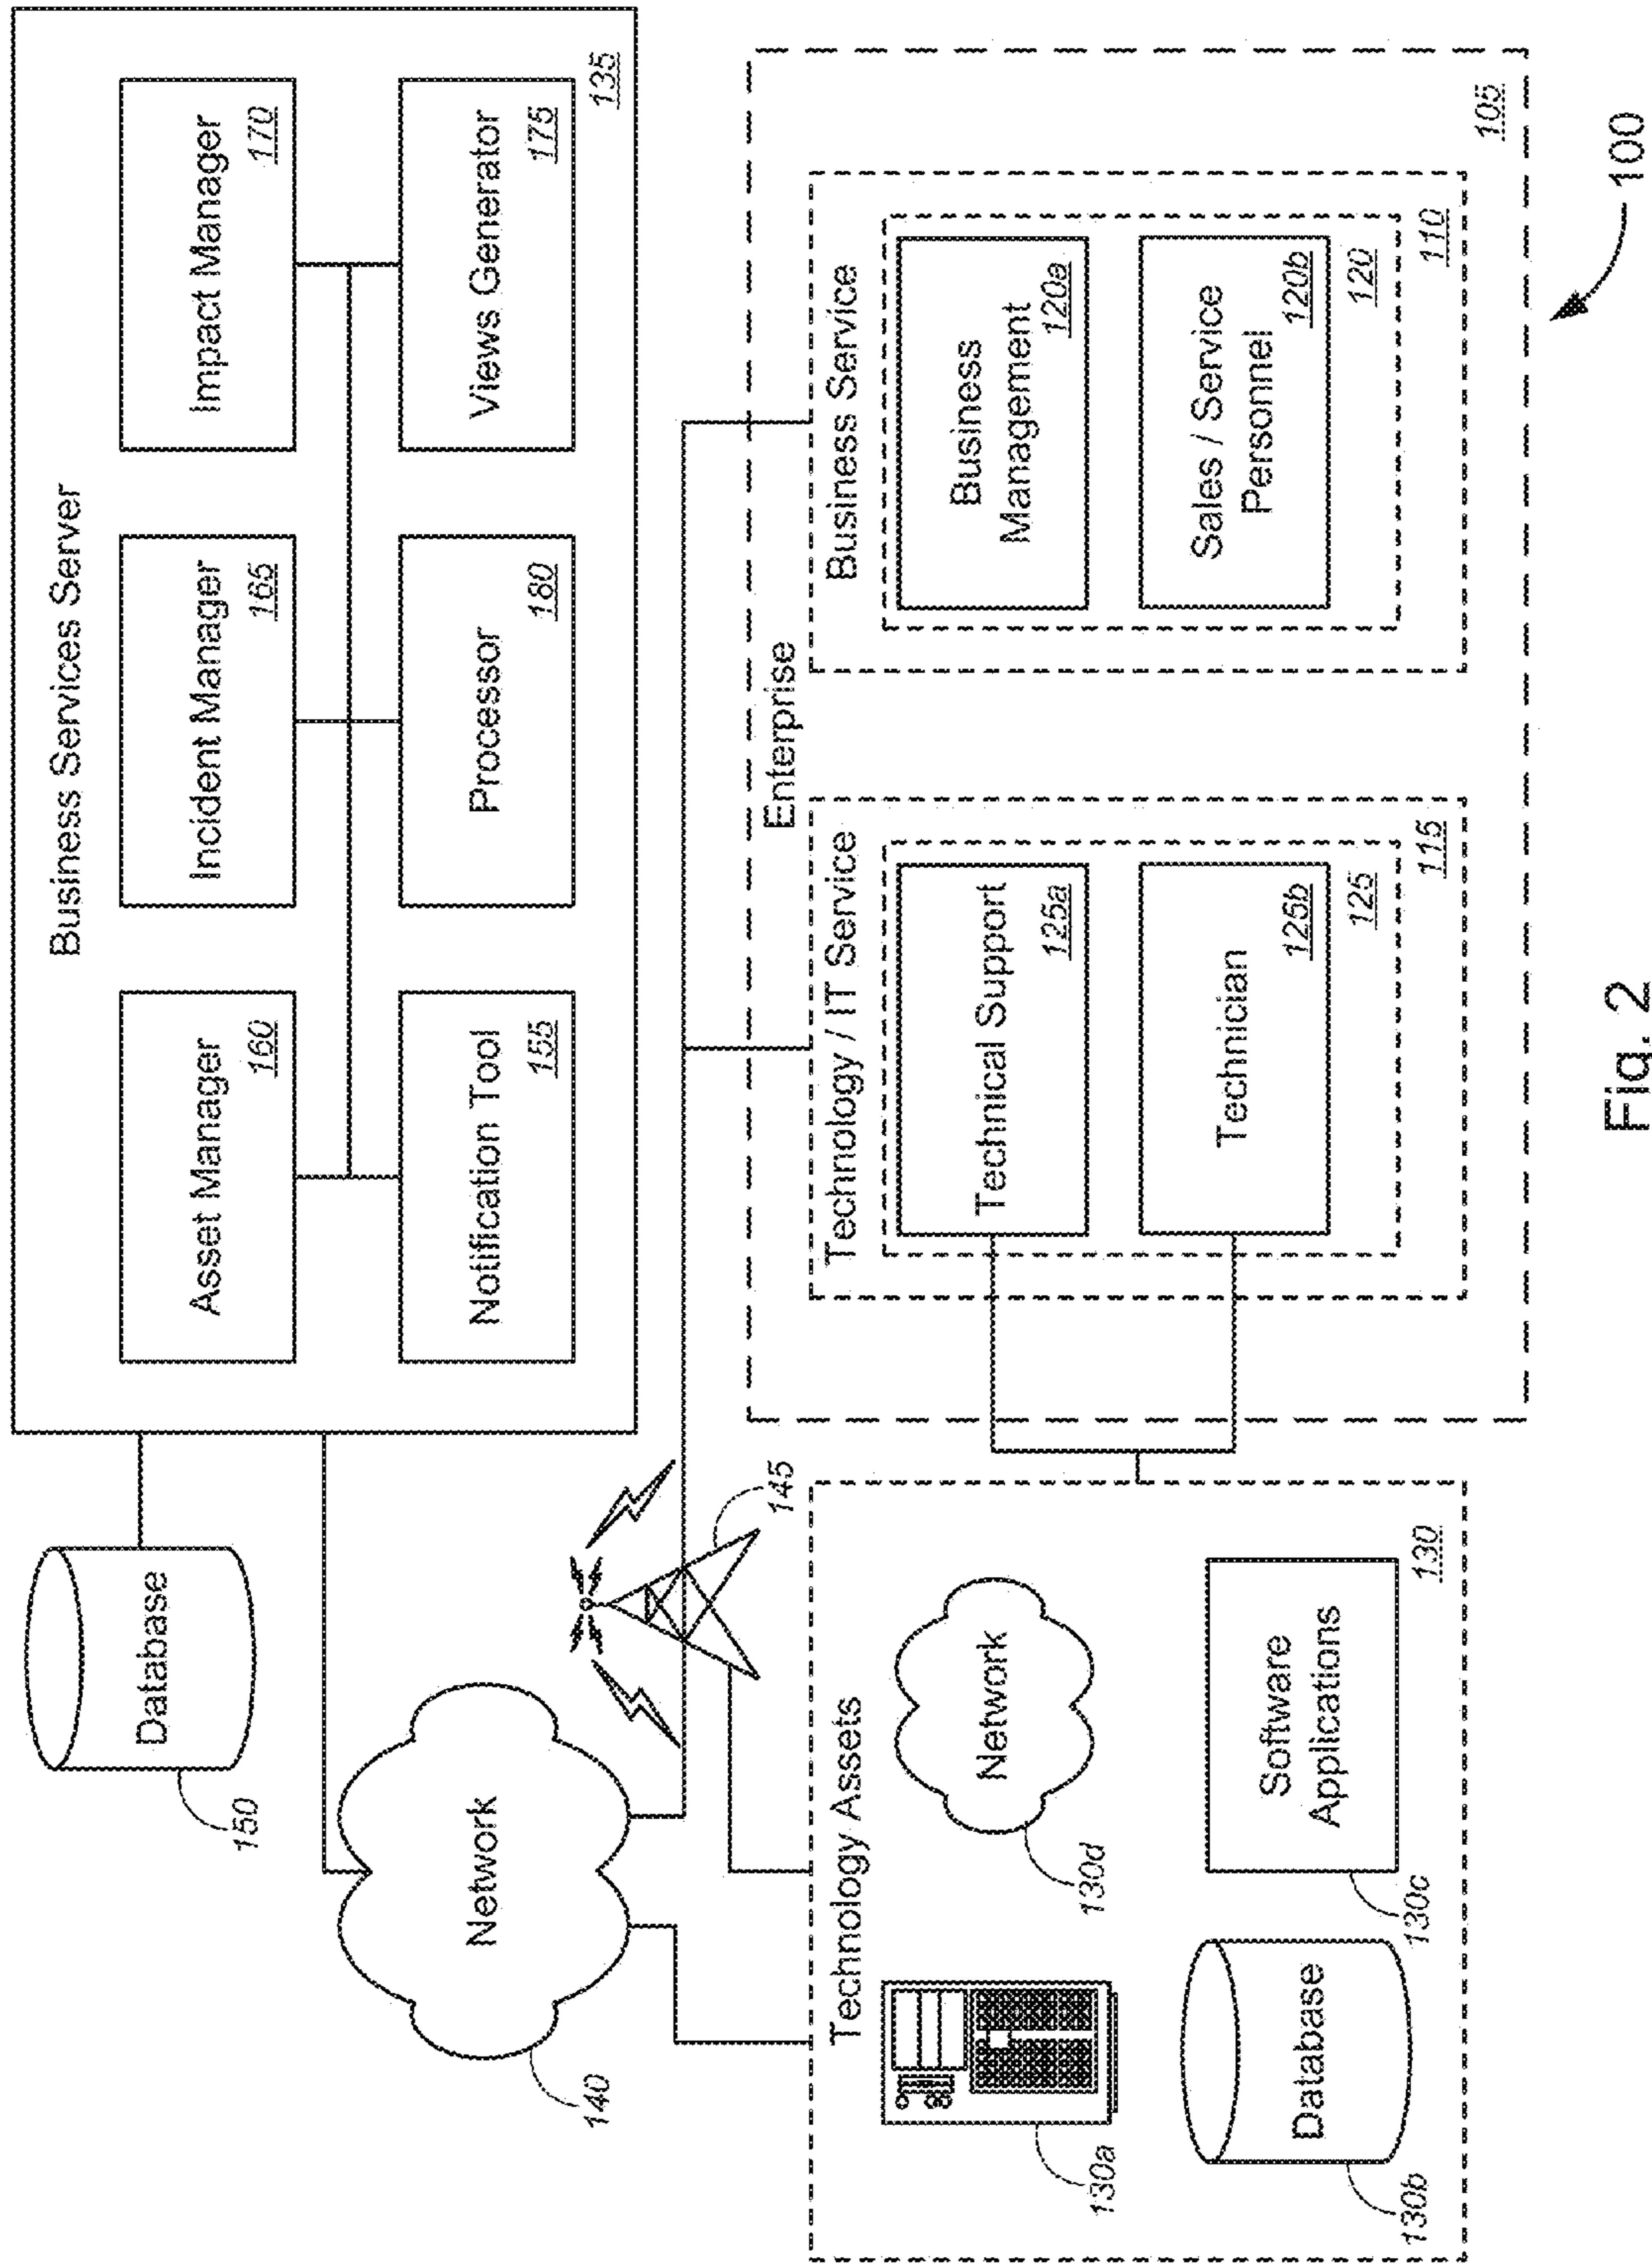 Business Services Server
Asset Manager
160
Incident Manager
165
Impact Manager
170
Notification Tool
155
Processor
180
Views Generator
175
135
Database
150
Network
140
145
Enterprise
Technology / IT Service
Technical Support
125a
Technician
125b
125
115
Business Service
Business
Management
120a
Sales / Service
Personnel
120b
120
110
105
Technology Assets
130a
Network
130d
Database
130b
Software
Applications
130c
130
100
Fig. 2